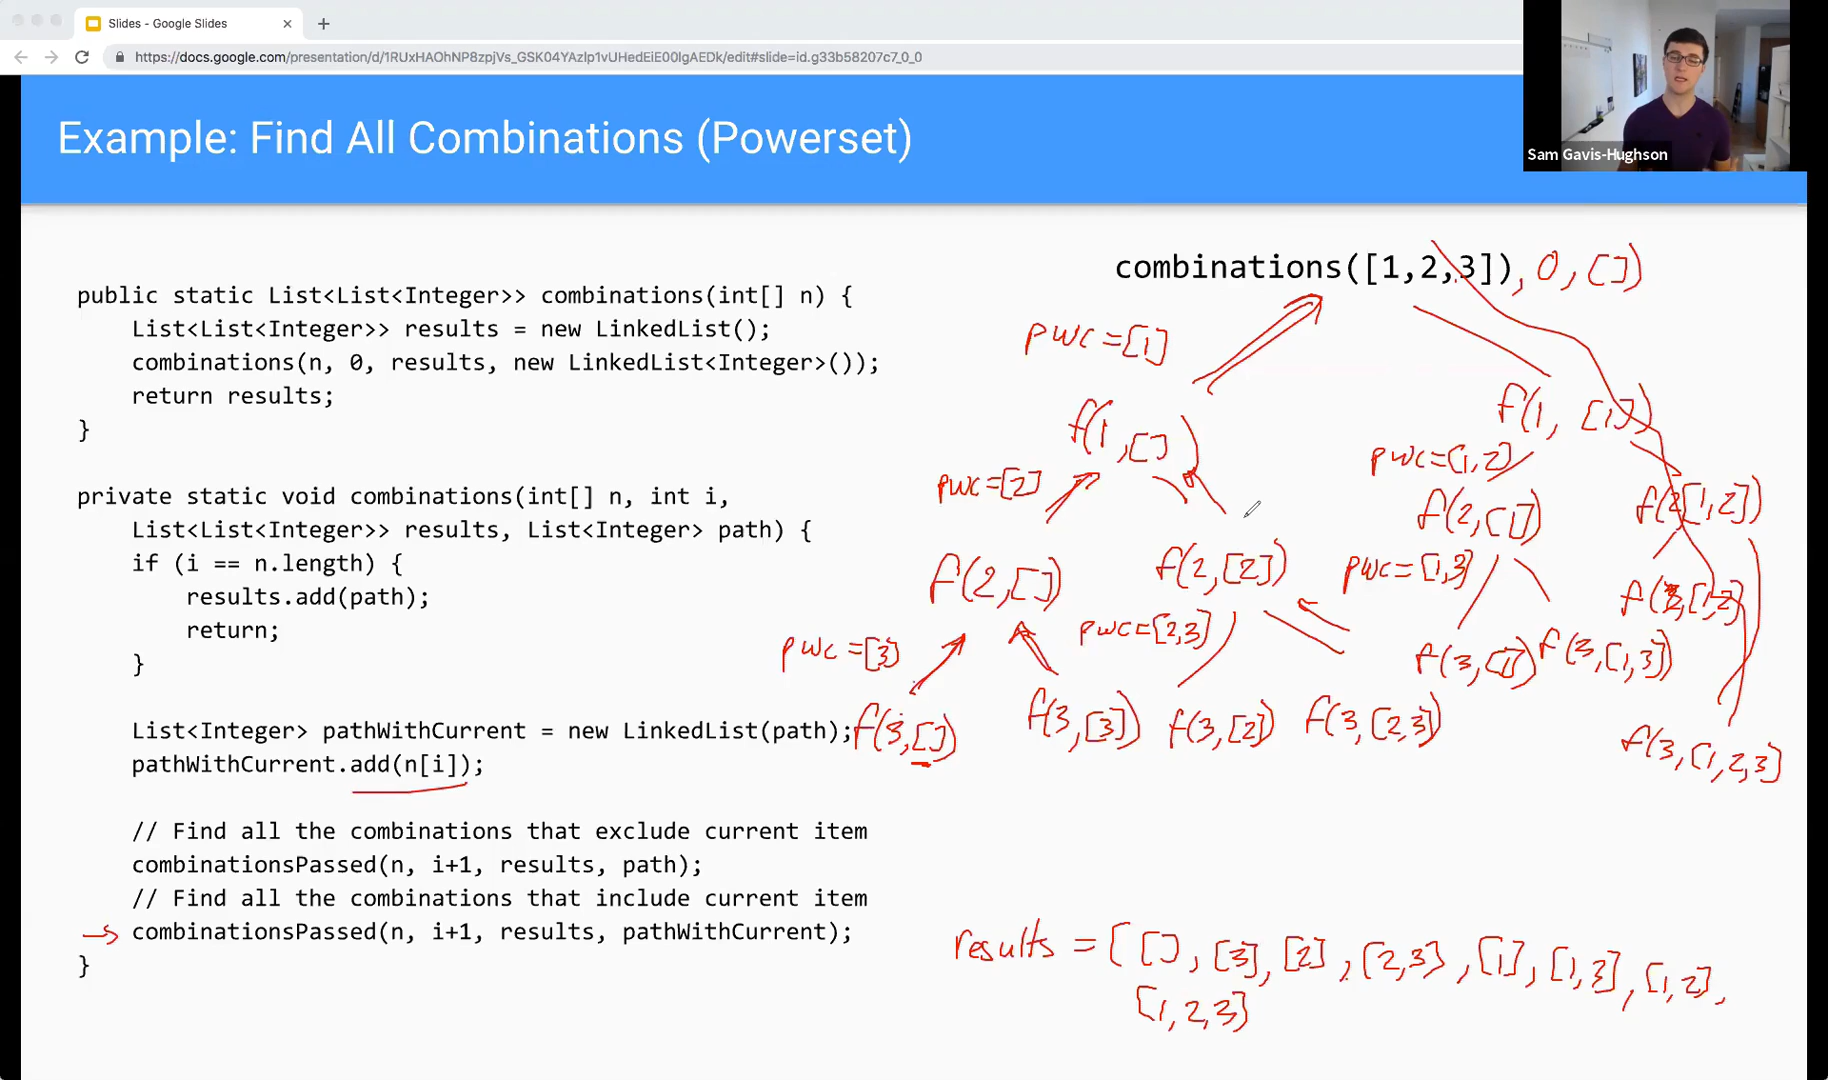 Slides - Google Slides
https://docs.google.com/presentation/d/1RUxHAOhNP8zpjVs_GSK04YAzlp1vUHedEiE00lgAEDk/edit#slide=id.g33b58207c7_0_0
Sam Gavis-Hughson
Example: Find All Combinations (Powerset)
public static List<List<Integer>> combinations(int[] n) {
List<List<Integer>> results = new LinkedList();
combinations(n, 0, results, new LinkedList<Integer>());
return results;
}
private static void combinations(int[] n, int i,
List<List<Integer>> results, List<Integer> path) {
if (i == n.length) {
results.add(path);
return;
}
List<Integer> pathWithCurrent = new LinkedList(path);
pathWithCurrent.add(n[i]);
// Find all the combinations that exclude current item
combinationsPassed(n, i+1, results, path);
// Find all the combinations that include current item
→ combinationsPassed(n, i+1, results, pathWithCurrent);
}
combinations([1,2,3]), 0, [])
pwc = [1]
f(1, []) f(1, [1])
pwc = [2] pwc = [1,2]
f(2, [1]) f(2[1,2])
f(2, []) f(2, [2]) pwc = [1,3] f(3,[1,2])
pwc = [3] pwc = [2,3]
f(3, [1]) f(3, [1,3])
f(3, []) f(3, [3]) f(3, [2]) f(3, [2,3]) f(3, [1,2,3])
results = [ [], [3], [2], [2,3], [1], [1,3], [1,2],
[1,2,3]